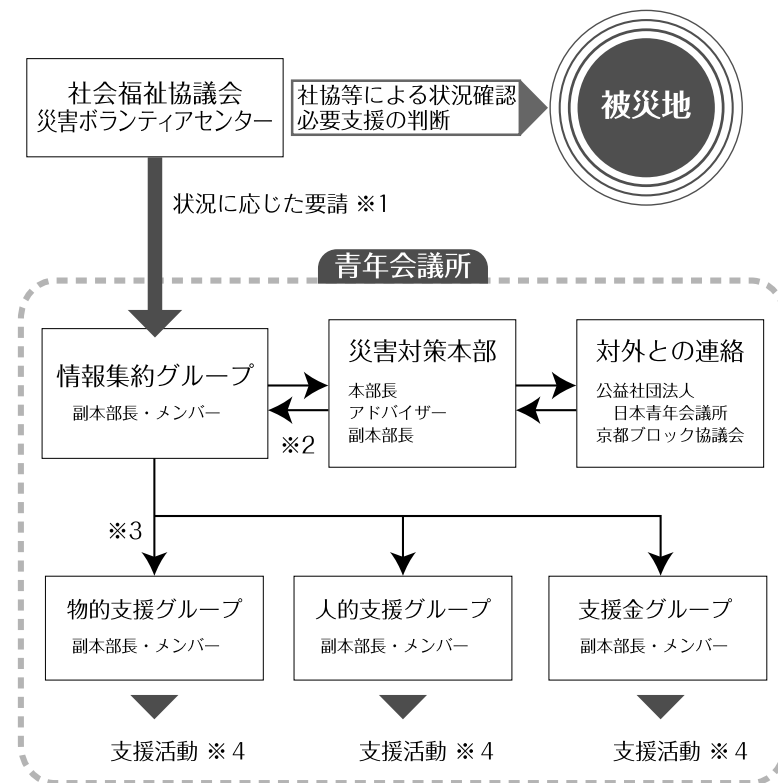 社会福祉協議会
災害ボランティアセンター
社協等による状況確認
必要支援の判断
被災地
状況に応じた要請 ※1
青年会議所
情報集約グループ
副本部長・メンバー
災害対策本部
本部長
アドバイザー
副本部長
対外との連絡
公益社団法人
日本青年会議所
京都ブロック協議会
※2
※3
物的支援グループ
副本部長・メンバー
人的支援グループ
副本部長・メンバー
支援金グループ
副本部長・メンバー
支援活動 ※4
支援活動 ※4
支援活動 ※4